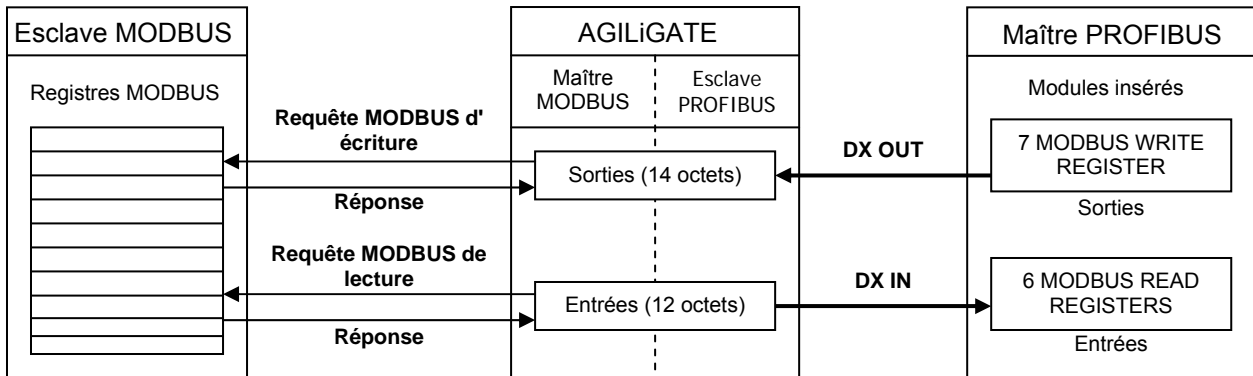 Esclave MODBUS
AGILiGATE
Maître PROFIBUS
Registres MODBUS
Maître
MODBUS
Esclave
PROFIBUS
Modules insérés
Requête MODBUS d'
écriture
Réponse
Sorties (14 octets)
DX OUT
7 MODBUS WRITE
REGISTER
Sorties
Requête MODBUS de
lecture
Réponse
Entrées (12 octets)
DX IN
6 MODBUS READ
REGISTERS
Entrées